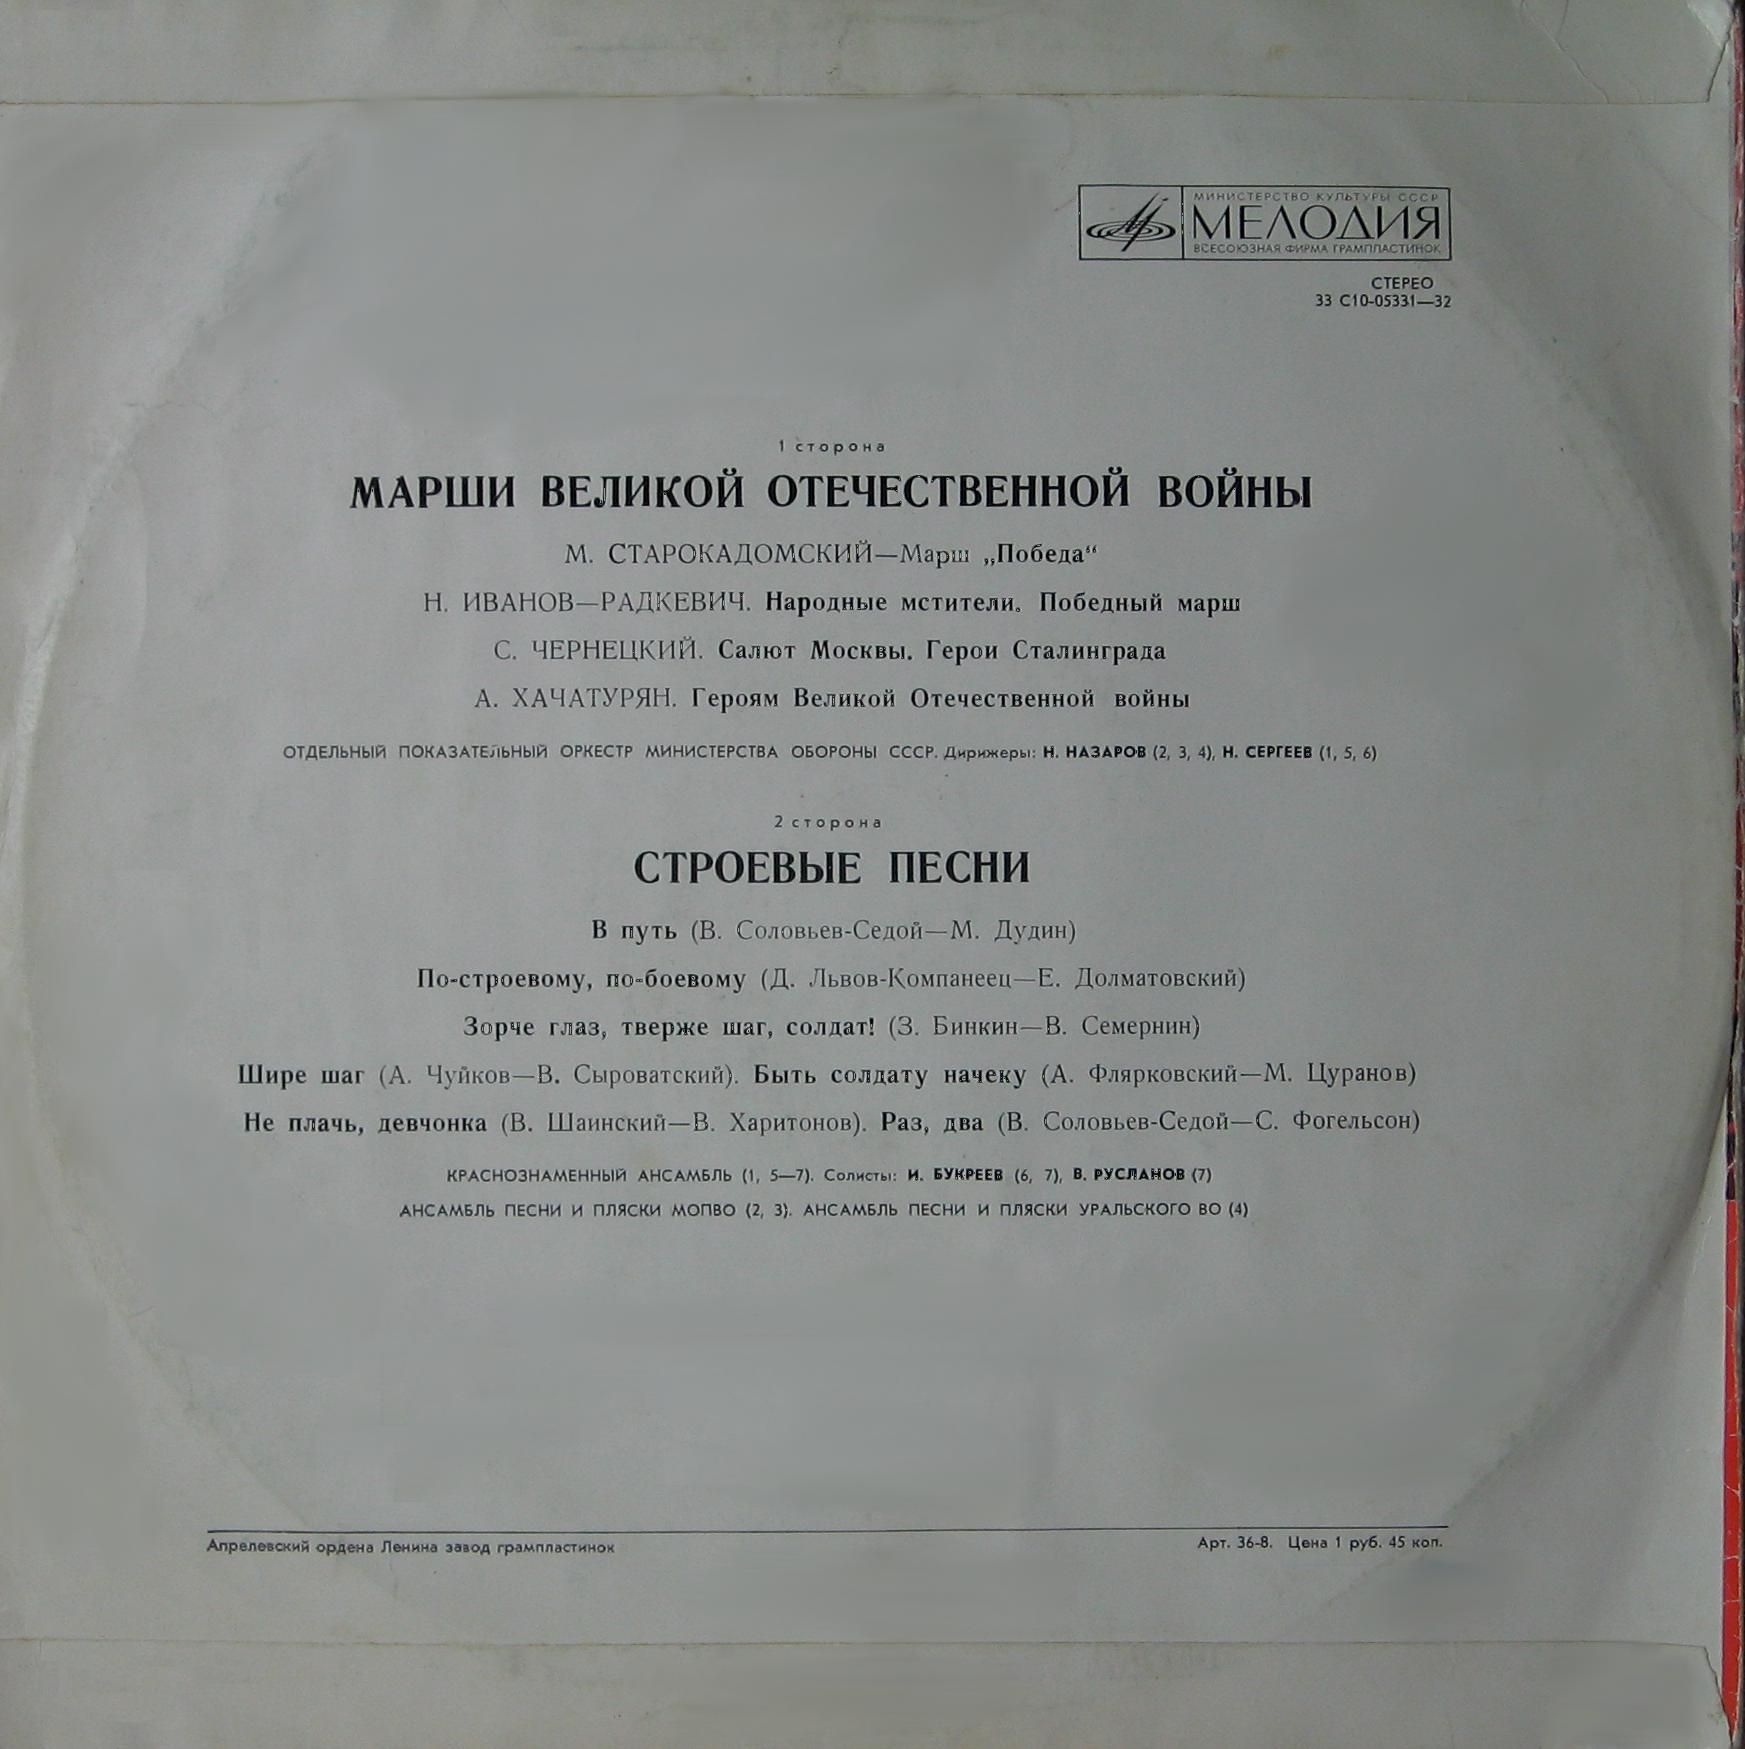 МИНИСТЕРСТВО КУЛЬТУРЫ СССР
МЕЛОДИЯ
ВСЕСОЮЗНАЯ ФИРМА ГРАМПЛАСТИНОК
СТЕРЕО
33 С10-05331—32
1 сторона
МАРШИ ВЕЛИКОЙ ОТЕЧЕСТВЕННОЙ ВОЙНЫ
М. СТАРОКАДОМСКИЙ—Марш „Победа“
Н. ИВАНОВ—РАДКЕВИЧ. Народные мстители. Победный марш
С. ЧЕРНЕЦКИЙ. Салют Москвы. Герои Сталинграда
А. ХАЧАТУРЯН. Героям Великой Отечественной войны
ОТДЕЛЬНЫЙ ПОКАЗАТЕЛЬНЫЙ ОРКЕСТР МИНИСТЕРСТВА ОБОРОНЫ СССР. Дирижеры: Н. НАЗАРОВ (2, 3, 4), Н. СЕРГЕЕВ (1, 5, 6)
2 сторона
СТРОЕВЫЕ ПЕСНИ
В путь (В. Соловьев-Седой—М. Дудин)
По-строевому, по-боевому (Д. Львов-Компанеец—Е. Долматовский)
Зорче глаз, тверже шаг, солдат! (З. Бинкин—В. Семернин)
Шире шаг (А. Чуйков—В. Сыроватский). Быть солдату начеку (А. Флярковский—М. Цуранов)
Не плачь, девчонка (В. Шаинский—В. Харитонов). Раз, два (В. Соловьев-Седой—С. Фогельсон)
КРАСНОЗНАМЕННЫЙ АНСАМБЛЬ (1, 5—7). Солисты: И. БУКРЕЕВ (6, 7), В. РУСЛАНОВ (7)
АНСАМБЛЬ ПЕСНИ И ПЛЯСКИ МОПВО (2, 3). АНСАМБЛЬ ПЕСНИ И ПЛЯСКИ УРАЛЬСКОГО ВО (4)
Апрелевский ордена Ленина завод грампластинок
Арт. 36-8. Цена 1 руб. 45 коп.